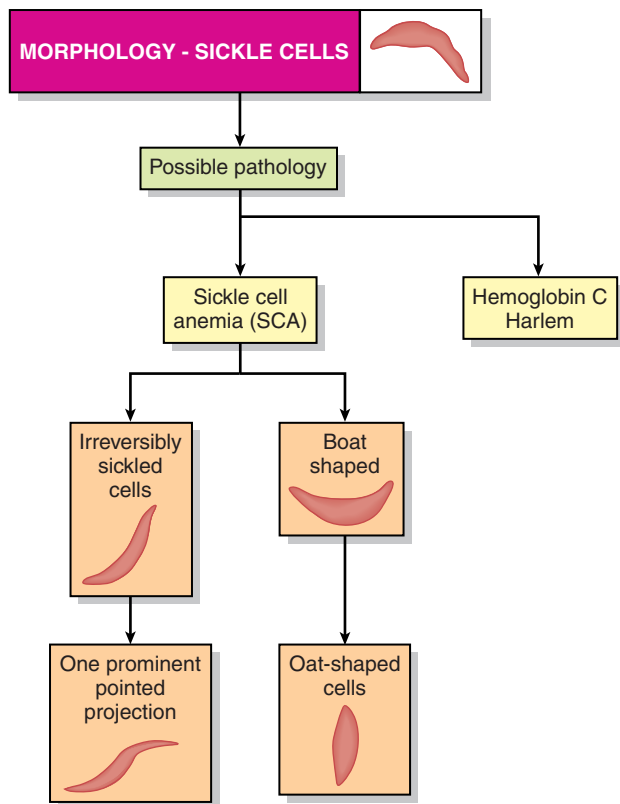 MORPHOLOGY - SICKLE CELLS
Possible pathology
Sickle cell
anemia (SCA)
Hemoglobin C
Harlem
Irreversibly
sickled
cells
Boat
shaped
One prominent
pointed
projection
Oat-shaped
cells